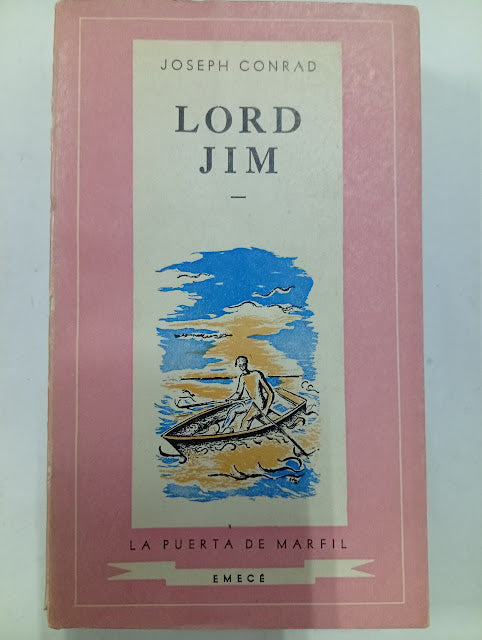 JOSEPH CONRAD
LORD
JIM
LA PUERTA DE MARFIL
EMECÉ